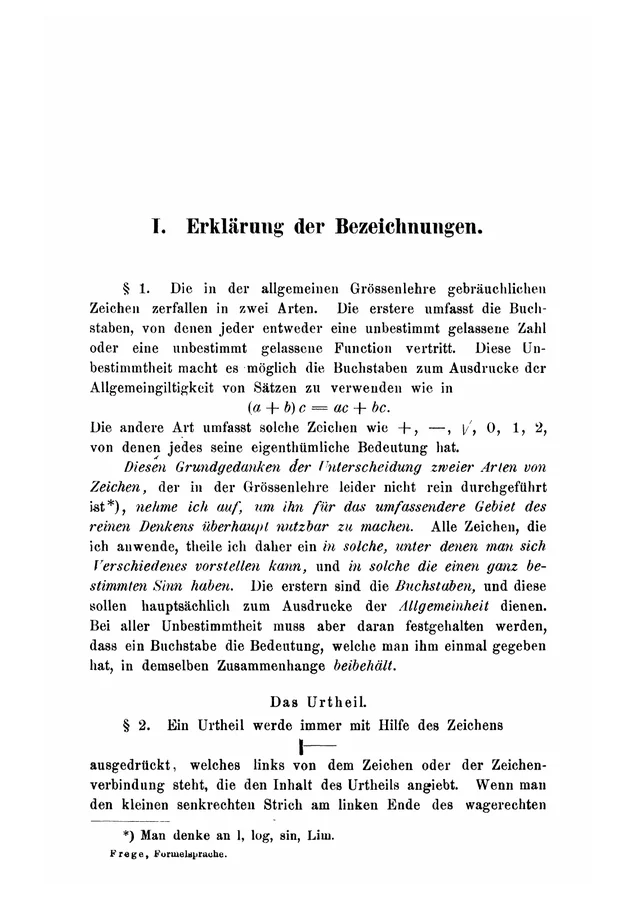 I. Erklärung der Bezeichnungen.
§ 1. Die in der allgemeinen Grössenlehre gebräuchlichen
Zeichen zerfallen in zwei Arten. Die erstere umfasst die Buch-
staben, von denen jeder entweder eine unbestimmt gelassene Zahl
oder eine unbestimmt gelassene Function vertritt. Diese Un-
bestimmtheit macht es möglich die Buchstaben zum Ausdrucke der
Allgemeingiltigkeit von Sätzen zu verwenden wie in
(a + b) c = ac + bc.
Die andere Art umfasst solche Zeichen wie +, —, √, 0, 1, 2,
von denen jedes seine eigenthümliche Bedeutung hat.
Diesen Grundgedanken der Unterscheidung zweier Arten von
Zeichen, der in der Grössenlehre leider nicht rein durchgeführt
ist*), nehme ich auf, um ihn für das umfassendere Gebiet des
reinen Denkens überhaupt nutzbar zu machen. Alle Zeichen, die
ich anwende, theile ich daher ein in solche, unter denen man sich
Verschiedenes vorstellen kann, und in solche die einen ganz be-
stimmten Sinn haben. Die erstern sind die Buchstaben, und diese
sollen hauptsächlich zum Ausdrucke der Allgemeinheit dienen.
Bei aller Unbestimmtheit muss aber daran festgehalten werden,
dass ein Buchstabe die Bedeutung, welche man ihm einmal gegeben
hat, in demselben Zusammenhange beibehält.
Das Urtheil.
§ 2. Ein Urtheil werde immer mit Hilfe des Zeichens
|—
ausgedrückt, welches links von dem Zeichen oder der Zeichen-
verbindung steht, die den Inhalt des Urtheils angiebt. Wenn man
den kleinen senkrechten Strich am linken Ende des wagerechten
*) Man denke an l, log, sin, Lim.
Frege, Formelsprache.